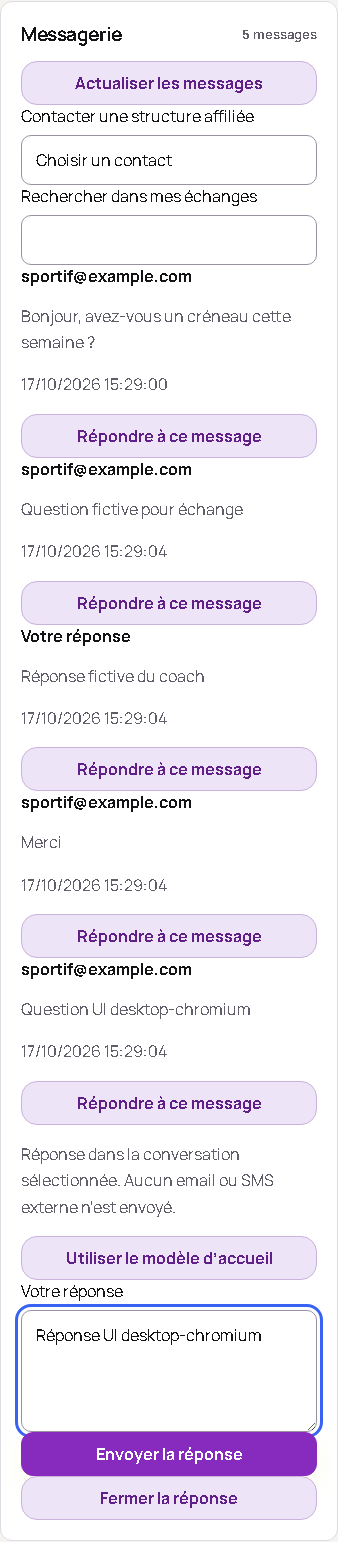 Messagerie
5 messages
Actualiser les messages
Contacter une structure affiliée
Choisir un contact
Rechercher dans mes échanges
sportif@example.com
Bonjour, avez-vous un créneau cette
semaine ?
17/10/2026 15:29:00
Répondre à ce message
sportif@example.com
Question fictive pour échange
17/10/2026 15:29:04
Répondre à ce message
Votre réponse
Réponse fictive du coach
17/10/2026 15:29:04
Répondre à ce message
sportif@example.com
Merci
17/10/2026 15:29:04
Répondre à ce message
sportif@example.com
Question UI desktop-chromium
17/10/2026 15:29:04
Répondre à ce message
Réponse dans la conversation
sélectionnée. Aucun email ou SMS
externe n'est envoyé.
Utiliser le modèle d'accueil
Votre réponse
Réponse UI desktop-chromium
Envoyer la réponse
Fermer la réponse